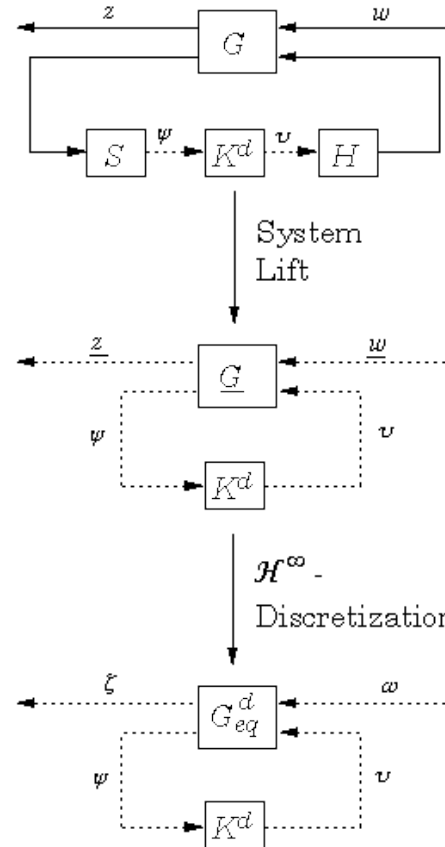 z w
G
ψ υ
S K^d H
System
Lift
z w
G
ψ υ
K^d
ℋ^∞ -
Discretization
ζ ω
G^d_eq
ψ υ
K^d